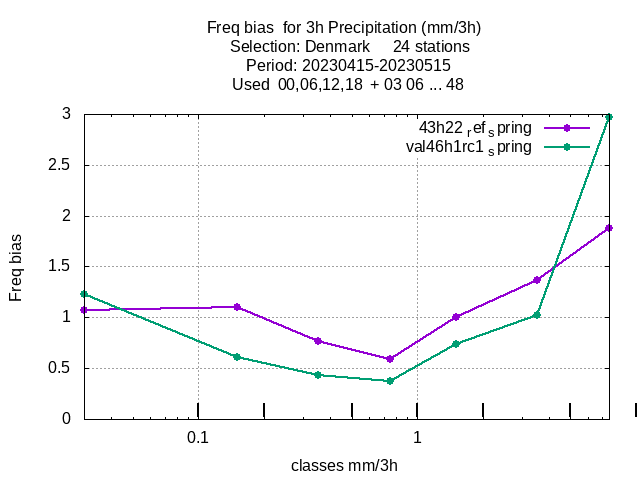 Freq bias  for 3h Precipitation (mm/3h)
Selection: Denmark     24 stations
Period: 20230415-20230515
Used  00,06,12,18  + 03 06 ... 48
3
2.5
2
1.5
1
0.5
0
Freq bias
43h22 ref spring
val46h1rc1 spring
0.1
1
classes mm/3h